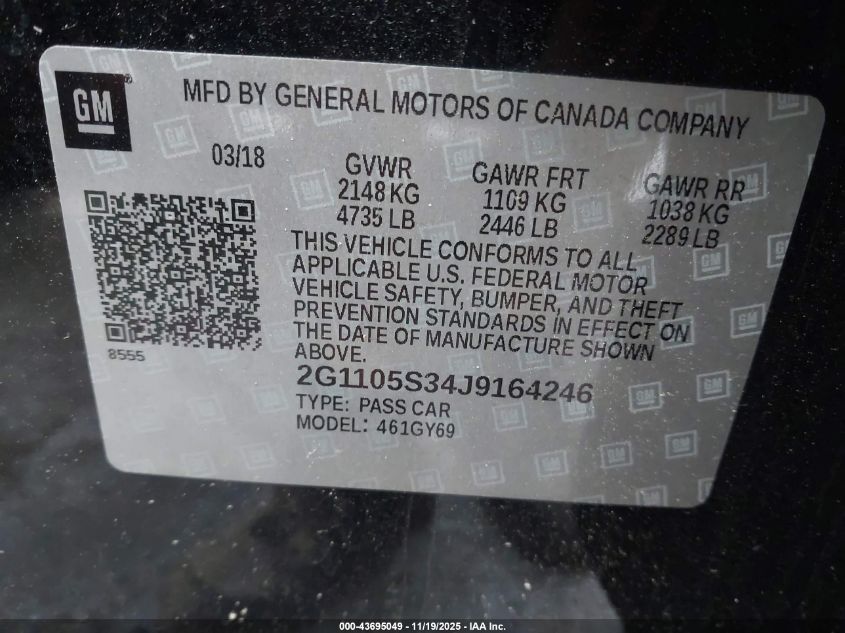 GM
MFD BY GENERAL MOTORS OF CANADA COMPANY
03/18
GVWR
2148 KG
4735 LB
GAWR FRT
1109 KG
2446 LB
GAWR RR
1038 KG
2289 LB
THIS VEHICLE CONFORMS TO ALL
APPLICABLE U.S. FEDERAL MOTOR
VEHICLE SAFETY, BUMPER, AND THEFT
PREVENTION STANDARDS IN EFFECT ON
THE DATE OF MANUFACTURE SHOWN
ABOVE.
8555
2G1105S34J9164246
TYPE: PASS CAR
MODEL: 461GY69
000-43695049 - 11/19/2025 - IAA Inc.